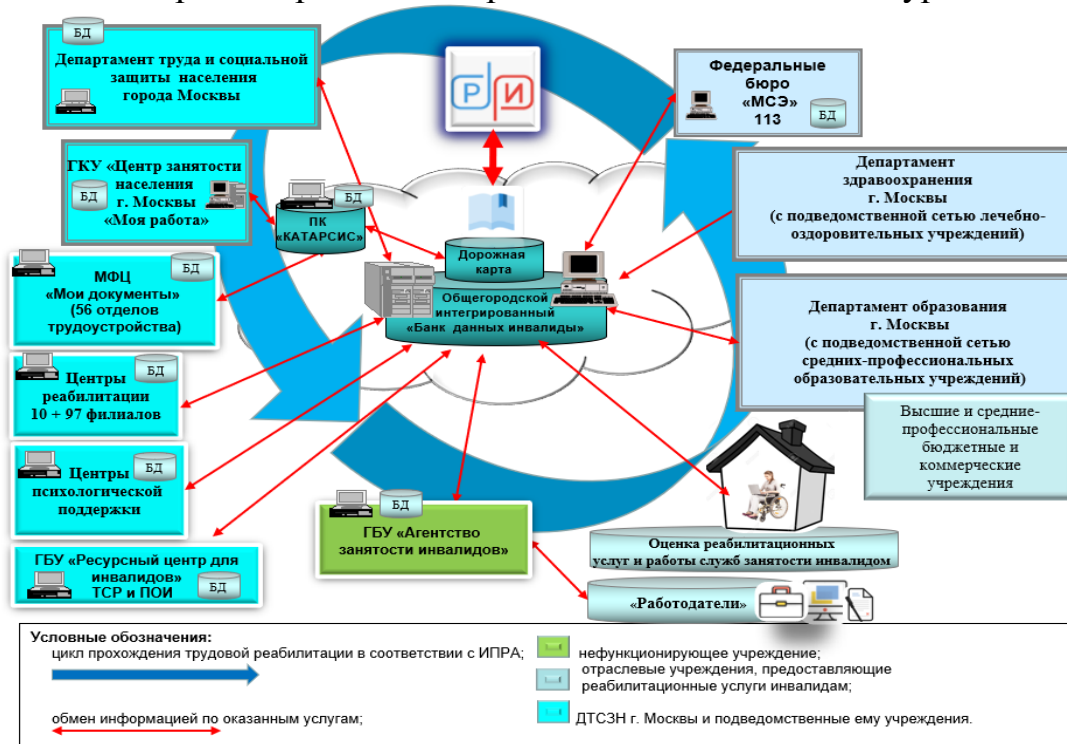 БД
Департамент труда и социальной
защиты населения
города Москвы
РИ
Федеральные
бюро
«МСЭ»
113
БД
ГКУ «Центр занятости
населения
г. Москвы
«Моя работа»
БД
БД
ПК
«КАТАРСИС»
Дорожная
карта
Общегородской
интегрированный
«Банк данных инвалиды»
Департамент
здравоохранения
г. Москвы
(с подведомственной сетью лечебно-
оздоровительных учреждений)
МФЦ
«Мои документы»
(56 отделов
трудоустройства)
БД
Департамент образования
г. Москвы
(с подведомственной сетью
средних-профессиональных
образовательных учреждений)
Центры
реабилитации
10 + 97 филиалов
БД
Высшие и средние-
профессиональные
бюджетные и
коммерческие
учреждения
Центры
психологической
поддержки
БД
БД
ГБУ «Агентство
занятости инвалидов»
Оценка реабилитационных
услуг и работы служб занятости инвалидом
ГБУ «Ресурсный центр для
инвалидов»
ТСР и ПОИ
БД
«Работодатели»
Условные обозначения:
цикл прохождения трудовой реабилитации в соответствии с ИПРА;
обмен информацией по оказанным услугам;
нефункционирующее учреждение;
отраслевые учреждения, предоставляющие
реабилитационные услуги инвалидам;
ДТСЗН г. Москвы и подведомственные ему учреждения.